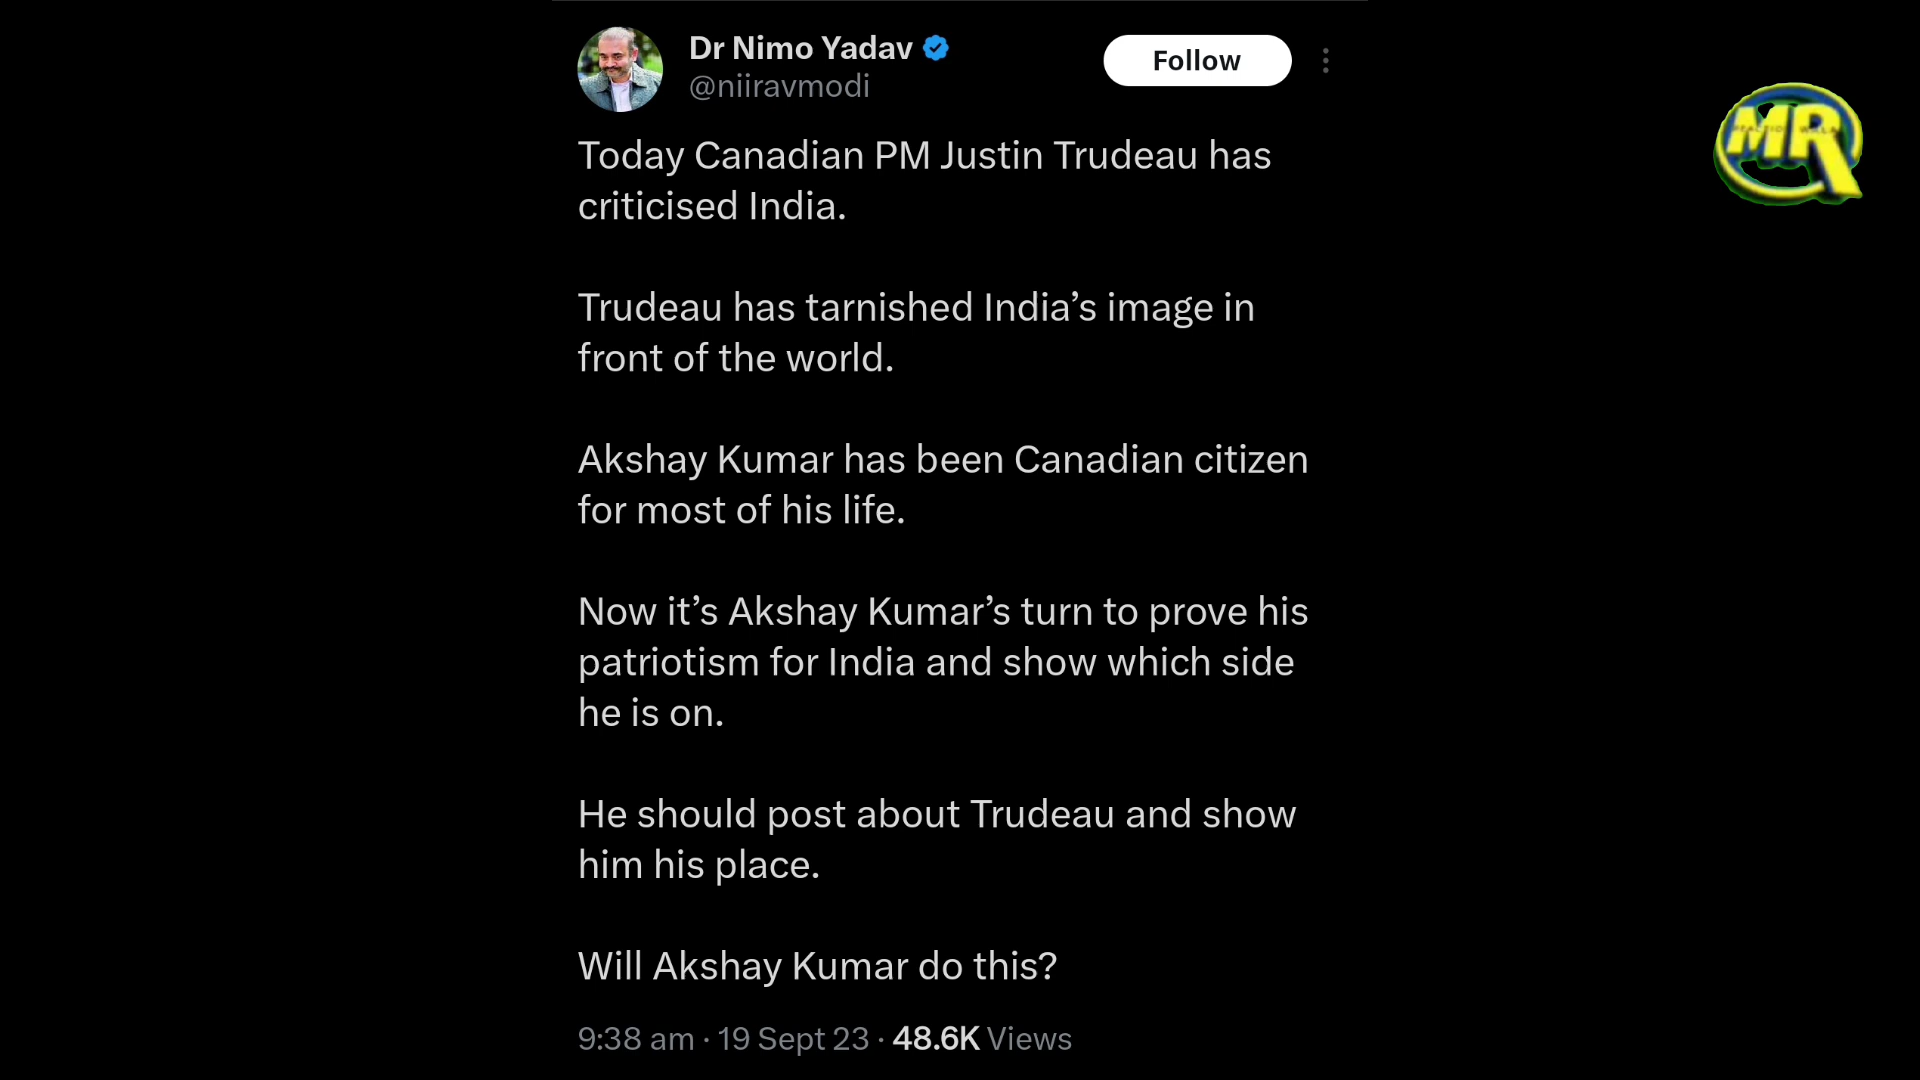 Dr Nimo Yadav
@niiravmodi
Follow
MR
REACTION WALA
Today Canadian PM Justin Trudeau has
criticised India.
Trudeau has tarnished India’s image in
front of the world.
Akshay Kumar has been Canadian citizen
for most of his life.
Now it’s Akshay Kumar’s turn to prove his
patriotism for India and show which side
he is on.
He should post about Trudeau and show
him his place.
Will Akshay Kumar do this?
9:38 am · 19 Sept 23 · 48.6K Views